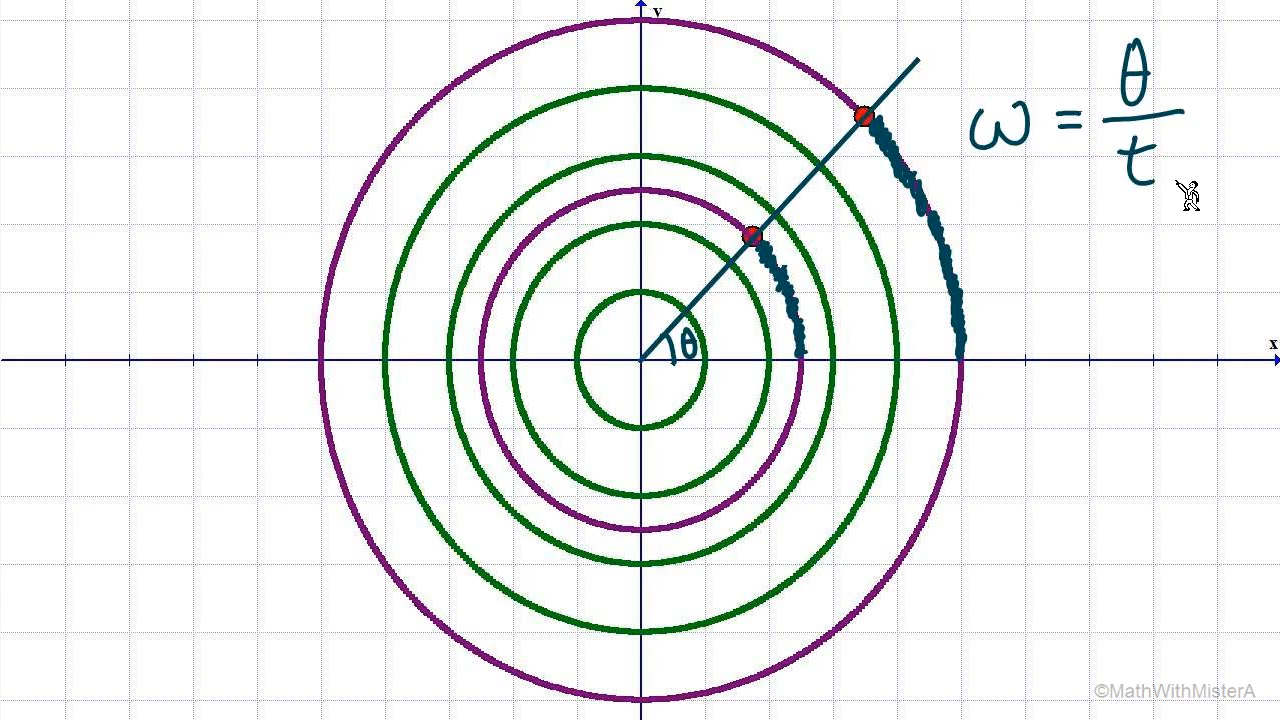 y
ω = θ/t
θ
x
©MathWithMisterA